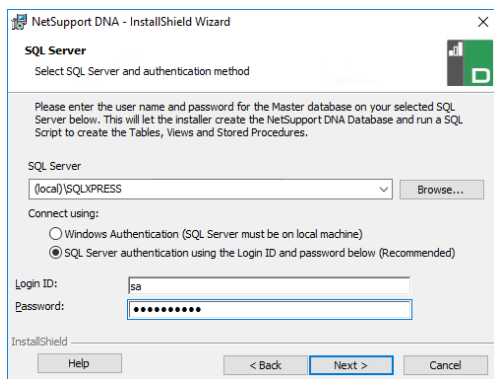 NetSupport DNA - InstallShield Wizard
SQL Server
Select SQL Server and authentication method
D
Please enter the user name and password for the Master database on your selected SQL
Server below. This will let the installer create the NetSupport DNA Database and run a SQL
Script to create the Tables, Views and Stored Procedures.
SQL Server
(local)\SQLXPRESS
Browse...
Connect using:
Windows Authentication (SQL Server must be on local machine)
SQL Server authentication using the Login ID and password below (Recommended)
Login ID:
sa
Password:
●●●●●●●●●●
InstallShield
Help
< Back
Next >
Cancel